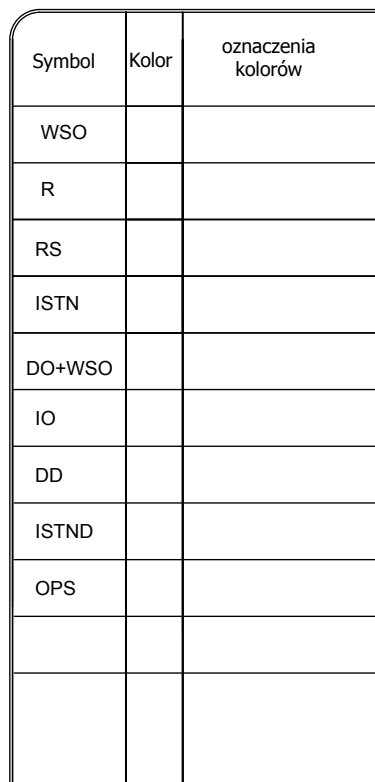 Symbol Kolor oznaczenia
kolorów
WSO
R
RS
ISTN
DO+WSO
IO
DD
ISTND
OPS